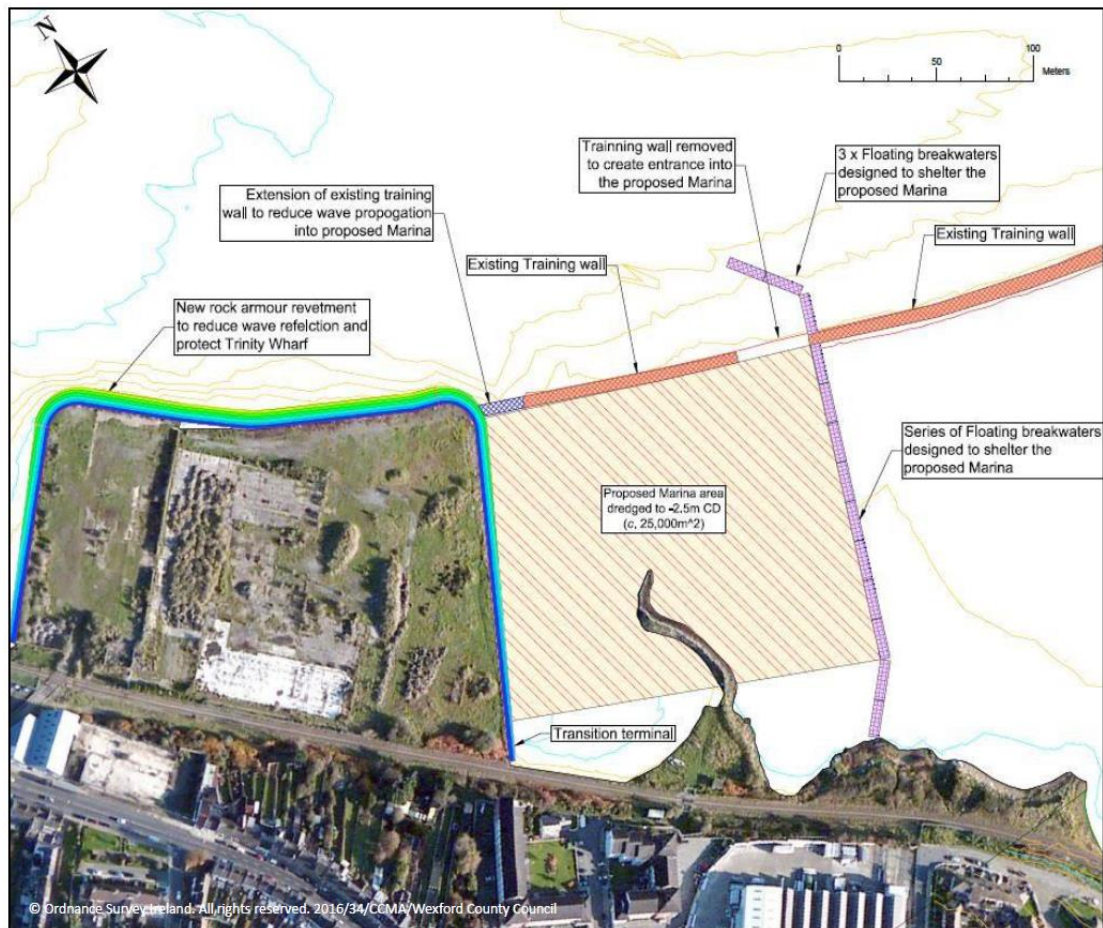 N
0
50
100
Meters
Trainning wall removed
to create entrance into
the proposed Marina
3 x Floating breakwaters
designed to shelter the
proposed Marina
Extension of existing training
wall to reduce wave propogation
into proposed Marina
Existing Training wall
Existing Training wall
New rock armour revetment
to reduce wave refelction and
protect Trinity Wharf
Series of Floating breakwaters
designed to shelter the
proposed Marina
Proposed Marina area
dredged to -2.5m CD
(c, 25,000m^2)
Transition terminal
© Ordnance Survey Ireland. All rights reserved. 2016/34/CCMA/Wexford County Council